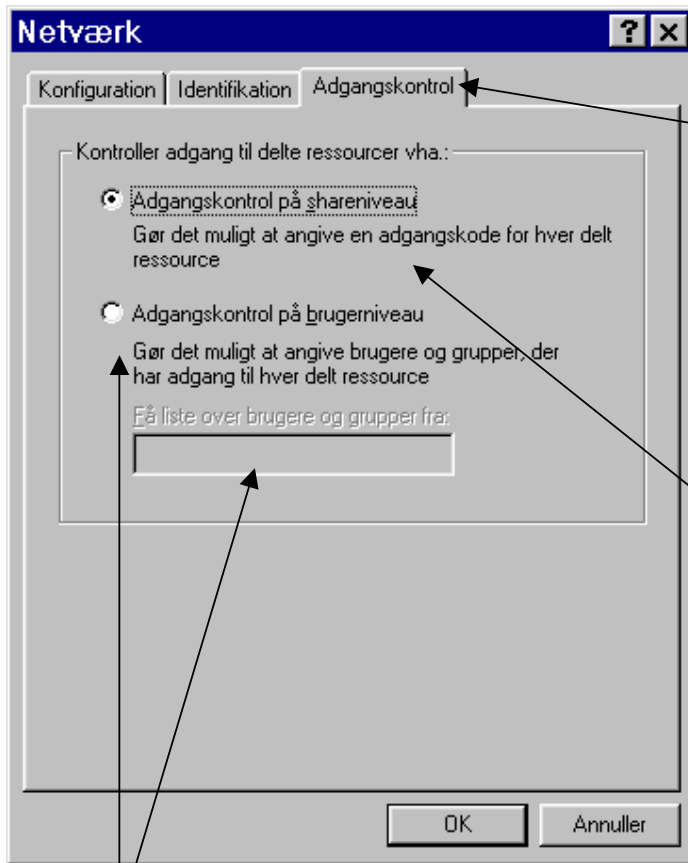 Netværk
Konfiguration Identifikation Adgangskontrol
Kontroller adgang til delte ressourcer vha.:
Adgangskontrol på shareniveau
Gør det muligt at angive en adgangskode for hver delt
ressource
Adgangskontrol på brugerniveau
Gør det muligt at angive brugere og grupper, der
har adgang til hver delt ressource
Få liste over brugere og grupper fra:
OK Annuller